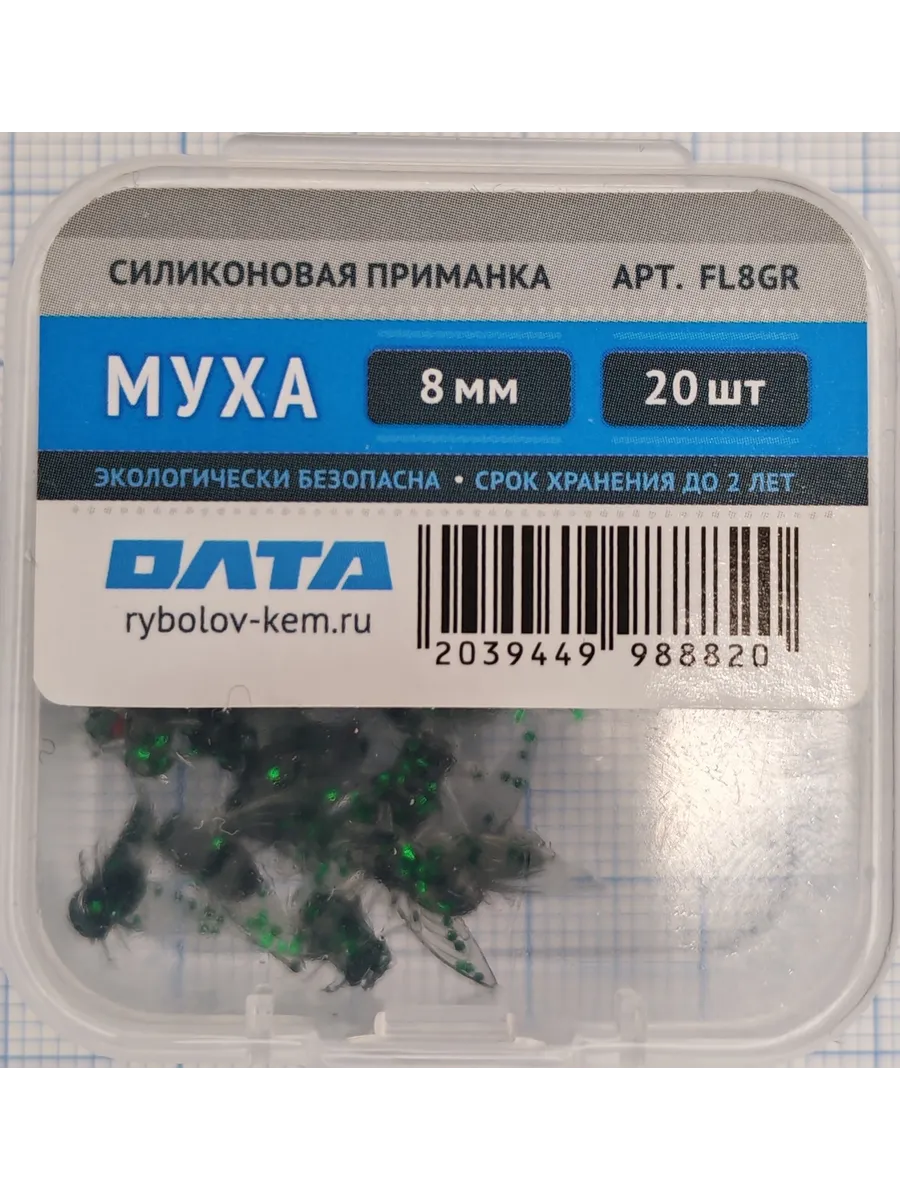 СИЛИКОНОВАЯ ПРИМАНКА АРТ. FL8GR
МУХА 8 мм 20 шт
ЭКОЛОГИЧЕСКИ БЕЗОПАСНА • СРОК ХРАНЕНИЯ ДО 2 ЛЕТ
ОЛТА
rybolov-kem.ru
2039449 988820